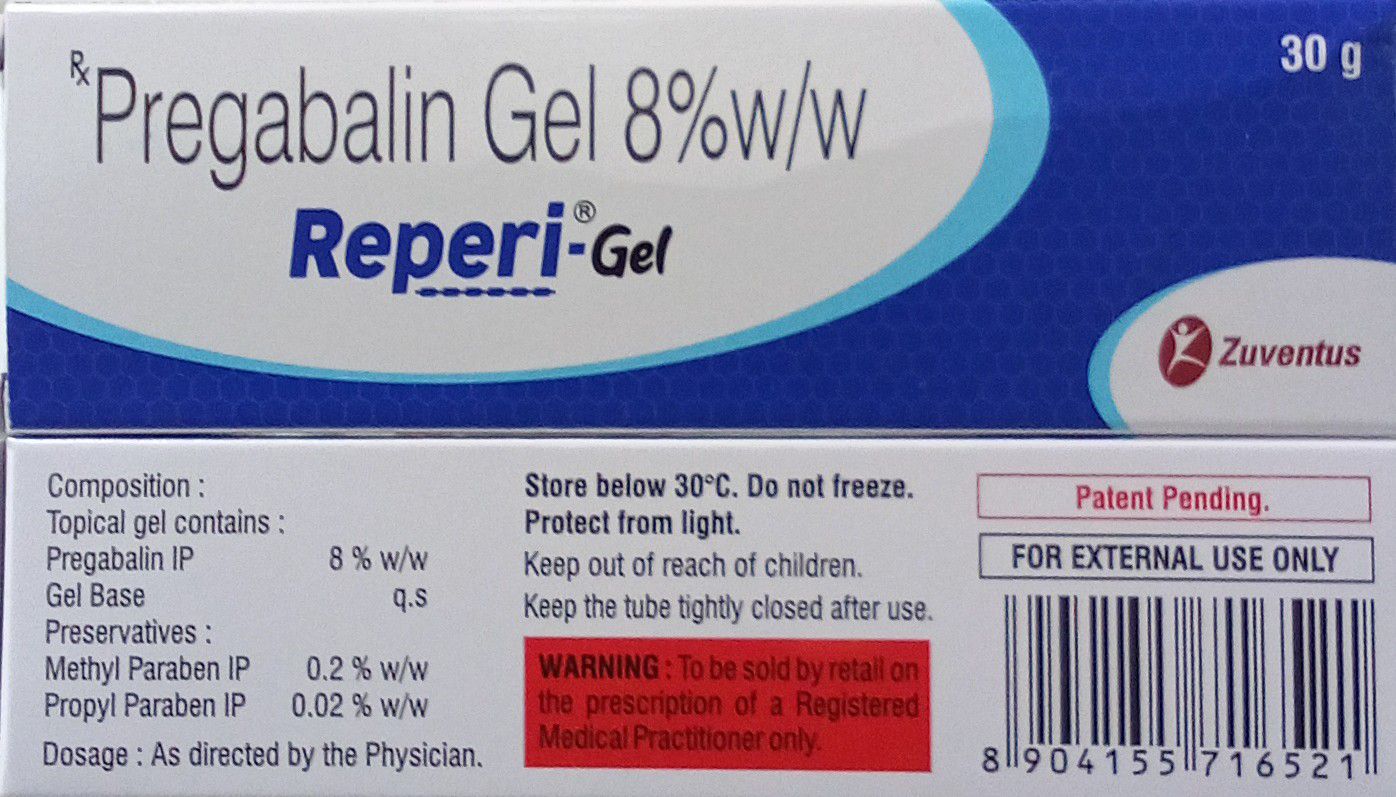 Rx Pregabalin Gel 8%w/w
30 g
Reperi®-Gel
Zuventus
Composition :
Topical gel contains :
Pregabalin IP 8 % w/w
Gel Base q.s
Preservatives :
Methyl Paraben IP 0.2 % w/w
Propyl Paraben IP 0.02 % w/w
Dosage : As directed by the Physician.
Store below 30°C. Do not freeze.
Protect from light.
Keep out of reach of children.
Keep the tube tightly closed after use.
WARNING : To be sold by retail on
the prescription of a Registered
Medical Practitioner only.
Patent Pending.
FOR EXTERNAL USE ONLY
8 904155 716521